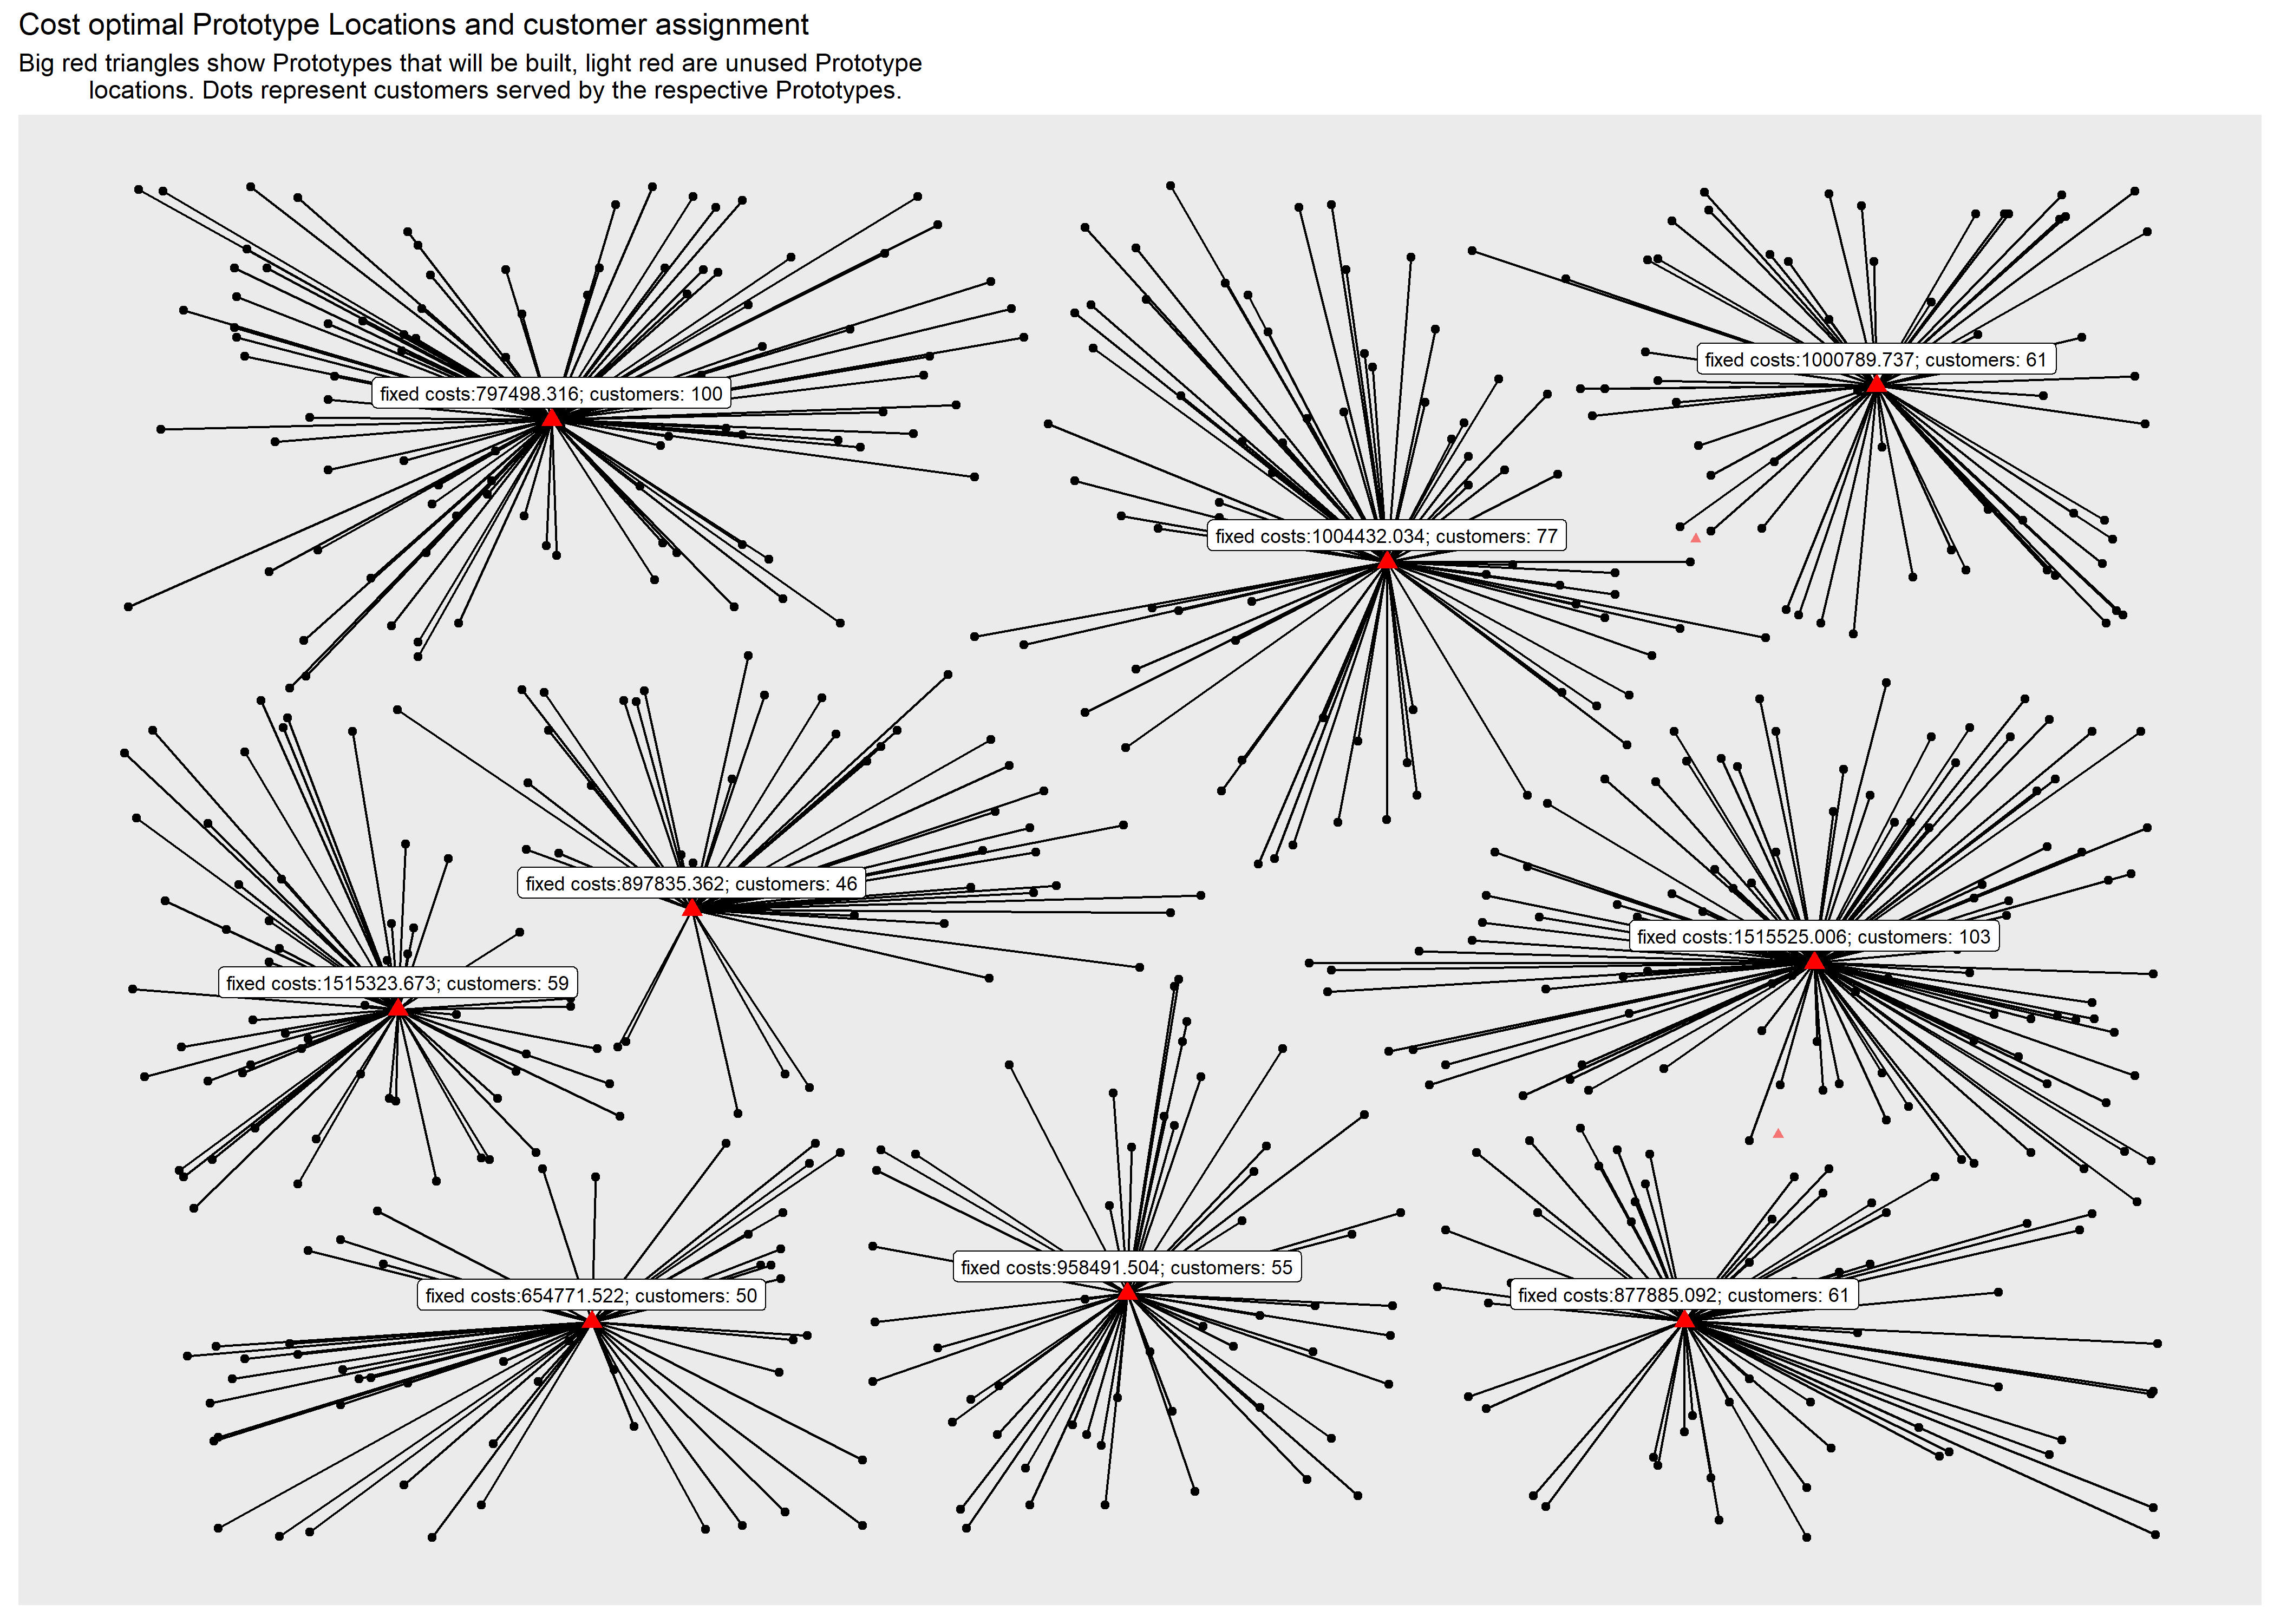 Cost optimal Prototype Locations and customer assignment
Big red triangles show Prototypes that will be built, light red are unused Prototype
locations. Dots represent customers served by the respective Prototypes.
fixed costs:1000789.737; customers: 61
fixed costs:797498.316; customers: 100
fixed costs:1004432.034; customers: 77
fixed costs:897835.362; customers: 46
fixed costs:1515525.006; customers: 103
fixed costs:1515323.673; customers: 59
fixed costs:958491.504; customers: 55
fixed costs:654771.522; customers: 50
fixed costs:877885.092; customers: 61